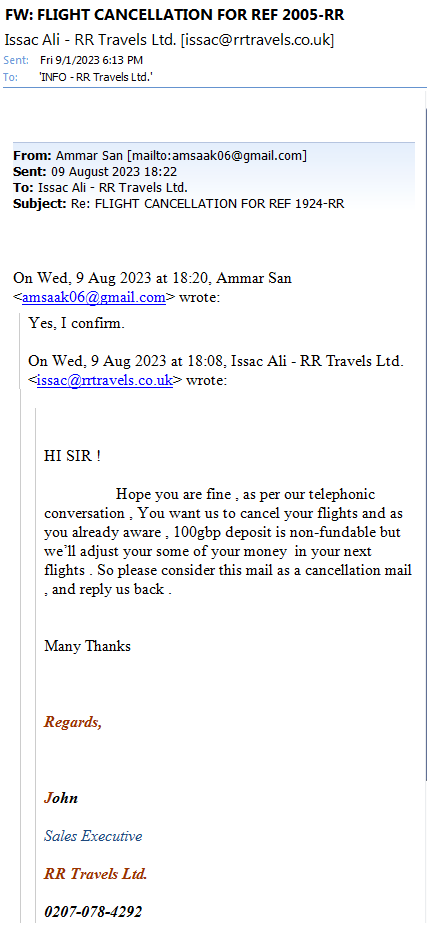 FW: FLIGHT CANCELLATION FOR REF 2005-RR
Issac Ali - RR Travels Ltd. [issac@rrtravels.co.uk]
Sent: Fri 9/1/2023 6:13 PM
To: 'INFO - RR Travels Ltd.'
From: Ammar San [mailto:amsaak06@gmail.com]
Sent: 09 August 2023 18:22
To: Issac Ali - RR Travels Ltd.
Subject: Re: FLIGHT CANCELLATION FOR REF 1924-RR
On Wed, 9 Aug 2023 at 18:20, Ammar San
<amsaak06@gmail.com> wrote:
Yes, I confirm.
On Wed, 9 Aug 2023 at 18:08, Issac Ali - RR Travels Ltd.
<issac@rrtravels.co.uk> wrote:
HI SIR !
Hope you are fine , as per our telephonic
conversation , You want us to cancel your flights and as
you already aware , 100gbp deposit is non-fundable but
we’ll adjust your some of your money  in your next
flights . So please consider this mail as a cancellation mail
, and reply us back .
Many Thanks
Regards,
John
Sales Executive
RR Travels Ltd.
0207-078-4292